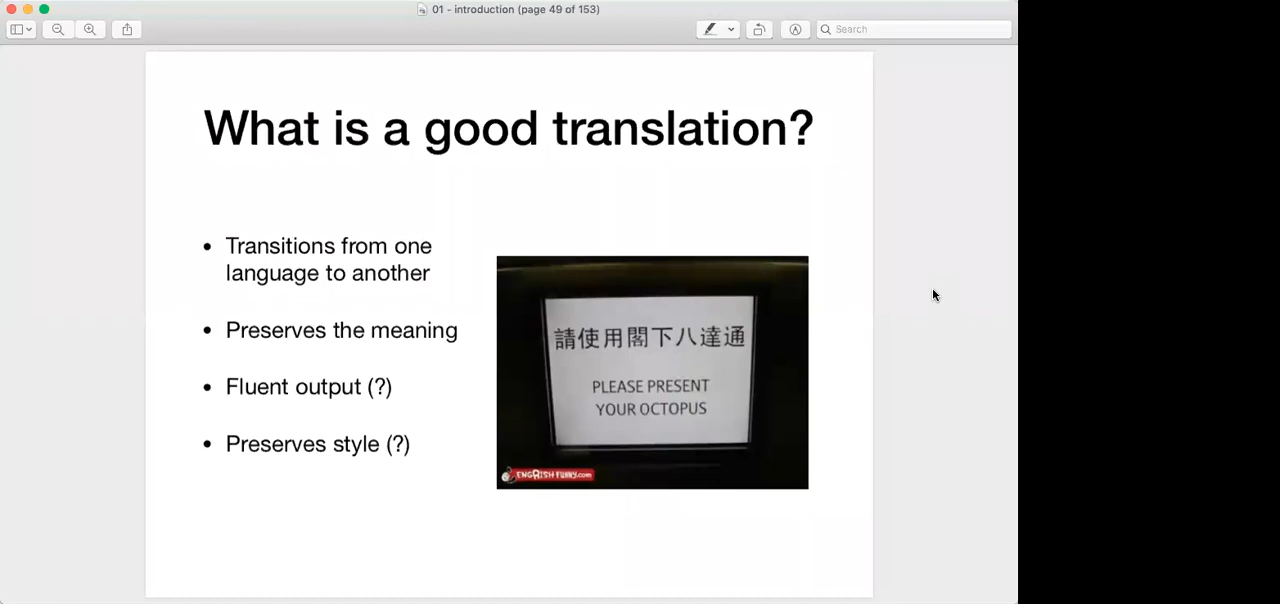 01 - introduction (page 49 of 153)
Search
What is a good translation?
• Transitions from one
language to another
• Preserves the meaning
• Fluent output (?)
• Preserves style (?)
請使用閣下八達通
PLEASE PRESENT
YOUR OCTOPUS
ENGRISH FUNNY.com